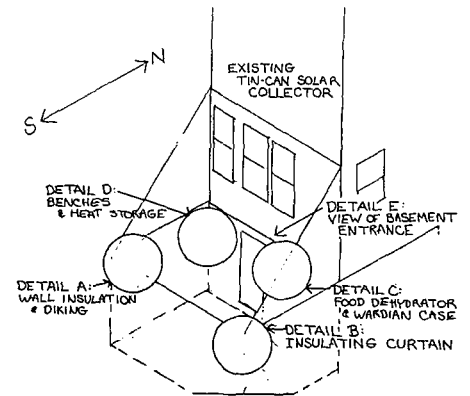 N
S
EXISTING
TIN-CAN SOLAR
COLLECTOR
DETAIL D:
BENCHES
& HEAT STORAGE
DETAIL E:
VIEW OF BASEMENT
ENTRANCE
DETAIL A:
WALL INSULATION
& DIKING
DETAIL C:
FOOD DEHYDRATOR
& WARDIAN CASE
DETAIL B:
INSULATING CURTAIN